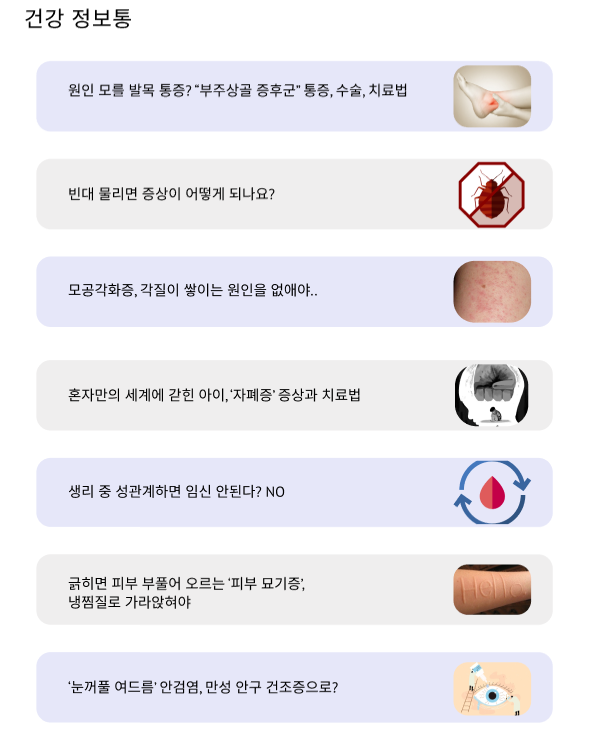 건강 정보통
원인 모를 발목 통증? “부주상골 증후군” 통증, 수술, 치료법
빈대 물리면 증상이 어떻게 되나요?
모공각화증, 각질이 쌓이는 원인을 없애야..
혼자만의 세계에 갇힌 아이, ‘자폐증’ 증상과 치료법
생리 중 성관계하면 임신 안된다? NO
긁히면 피부 부풀어 오르는 ‘피부 묘기증’,
냉찜질로 가라앉혀야
Hello
‘눈꺼풀 여드름’ 안검염, 만성 안구 건조증으로?